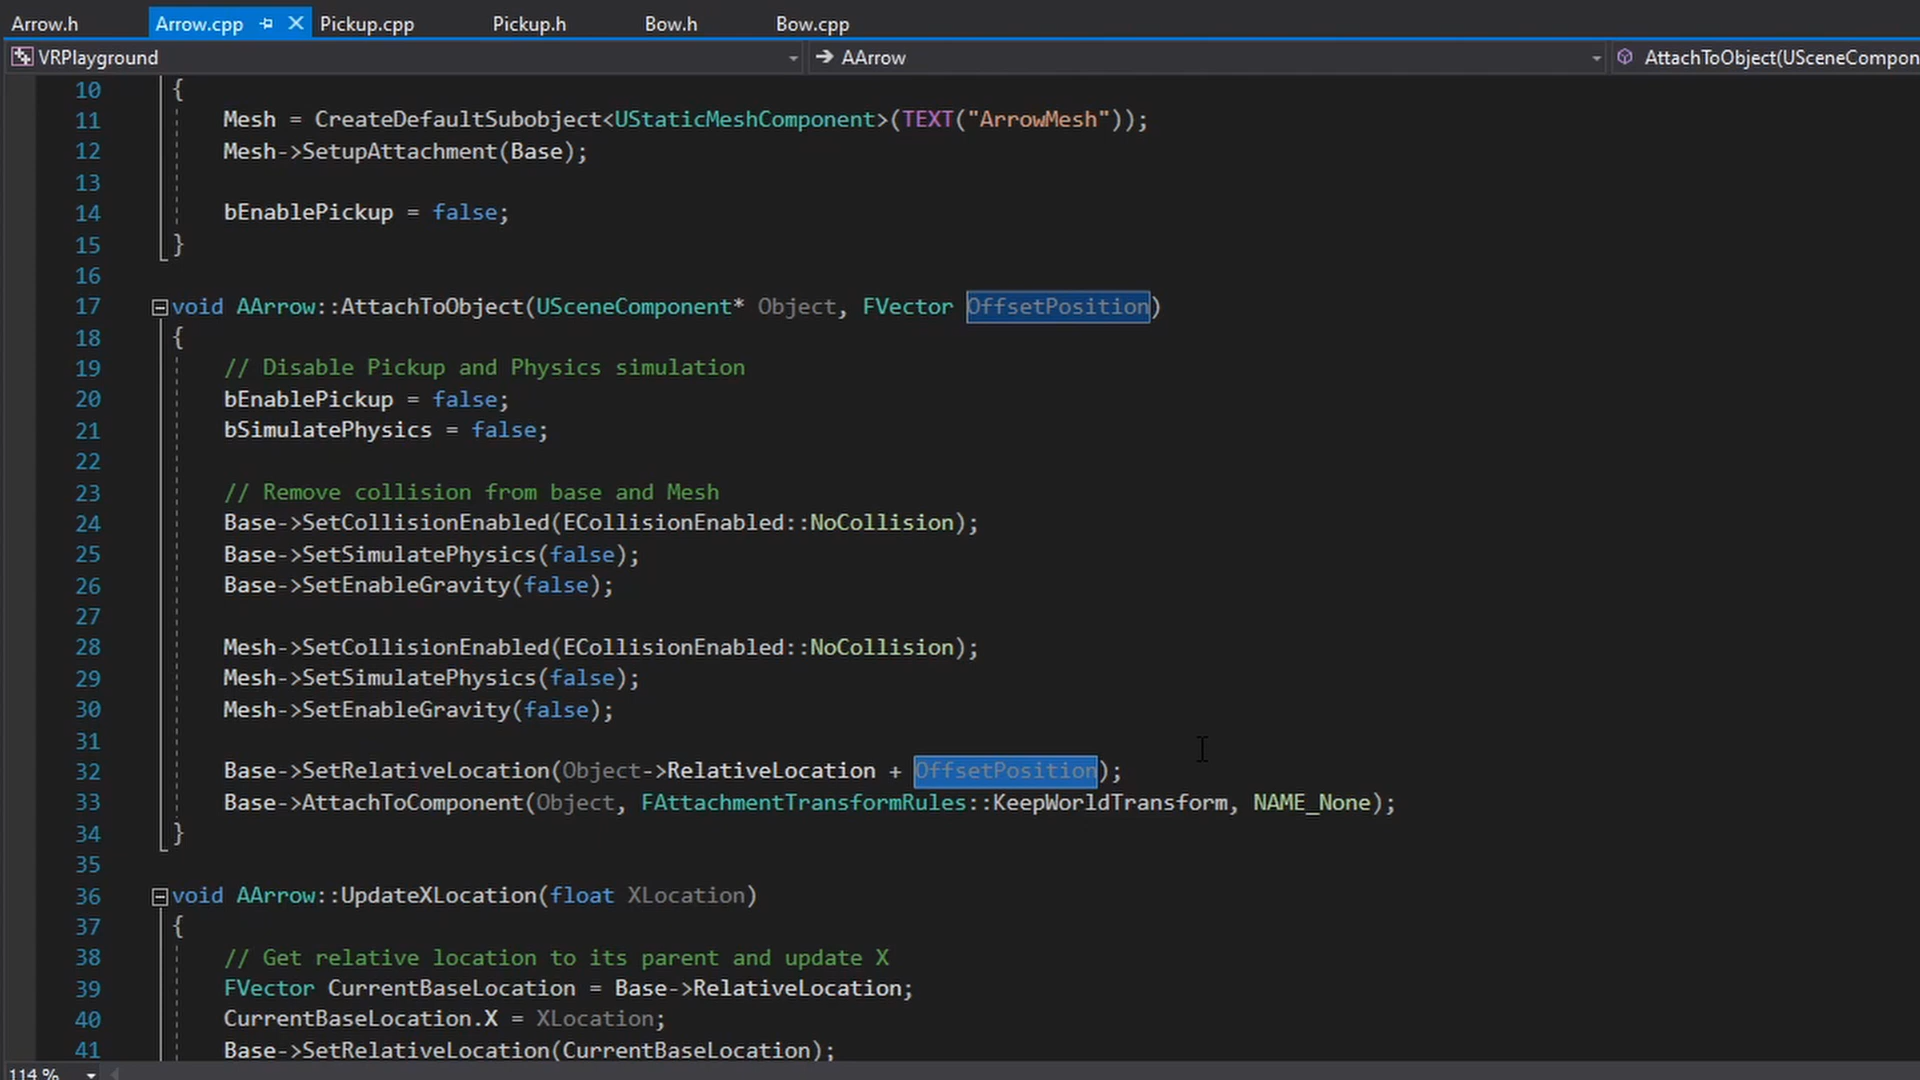 Arrow.h Arrow.cpp Pickup.cpp Pickup.h Bow.h Bow.cpp
VRPlayground AArrow AttachToObject(USceneCompon
10 {
11 Mesh = CreateDefaultSubobject<UStaticMeshComponent>(TEXT("ArrowMesh"));
12 Mesh->SetupAttachment(Base);
13
14 bEnablePickup = false;
15 }
16
17 void AArrow::AttachToObject(USceneComponent* Object, FVector OffsetPosition)
18 {
19 // Disable Pickup and Physics simulation
20 bEnablePickup = false;
21 bSimulatePhysics = false;
22
23 // Remove collision from base and Mesh
24 Base->SetCollisionEnabled(ECollisionEnabled::NoCollision);
25 Base->SetSimulatePhysics(false);
26 Base->SetEnableGravity(false);
27
28 Mesh->SetCollisionEnabled(ECollisionEnabled::NoCollision);
29 Mesh->SetSimulatePhysics(false);
30 Mesh->SetEnableGravity(false);
31
32 Base->SetRelativeLocation(Object->RelativeLocation + OffsetPosition);
33 Base->AttachToComponent(Object, FAttachmentTransformRules::KeepWorldTransform, NAME_None);
34 }
35
36 void AArrow::UpdateXLocation(float XLocation)
37 {
38 // Get relative location to its parent and update X
39 FVector CurrentBaseLocation = Base->RelativeLocation;
40 CurrentBaseLocation.X = XLocation;
41 Base->SetRelativeLocation(CurrentBaseLocation);
114 %